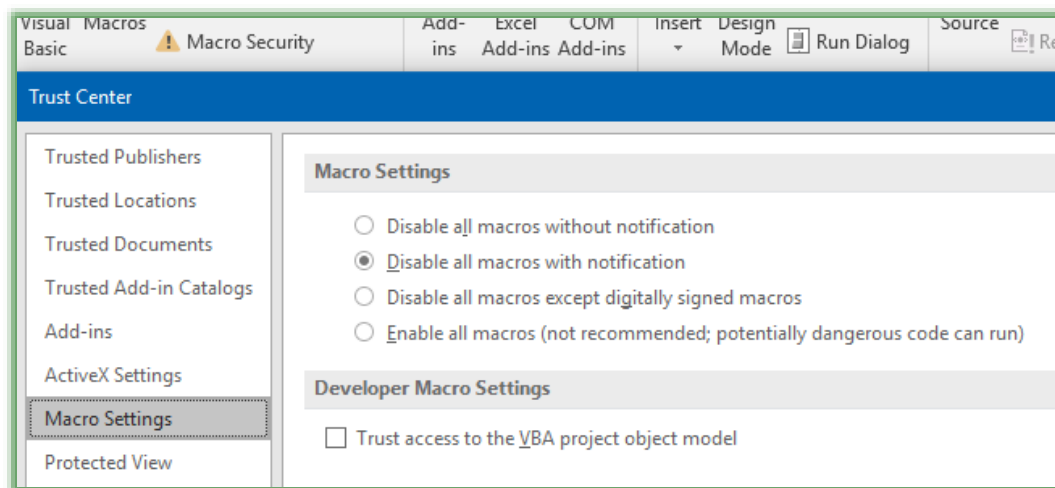 Visual Macros Add- Excel COM Insert Design Source
Basic Macro Security ins Add-ins Add-ins Mode Run Dialog
Trust Center
Trusted Publishers
Macro Settings
Trusted Locations
Disable all macros without notification
Trusted Documents
Disable all macros with notification
Trusted Add-in Catalogs
Disable all macros except digitally signed macros
Add-ins
Enable all macros (not recommended; potentially dangerous code can run)
ActiveX Settings
Developer Macro Settings
Macro Settings
Trust access to the VBA project object model
Protected View